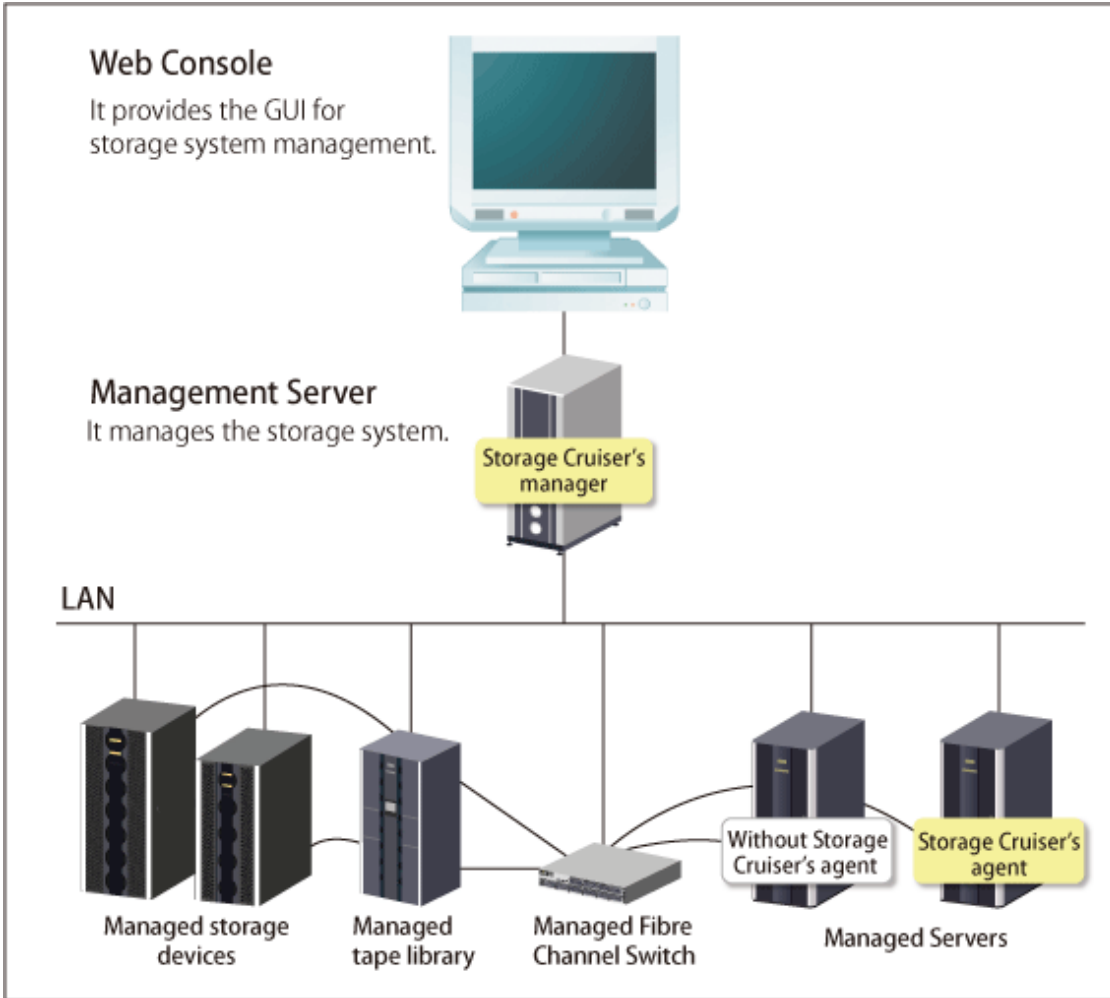 Web Console
It provides the GUI for
storage system management.
Management Server
It manages the storage system.
Storage Cruiser's
manager
LAN
Without Storage
Cruiser's agent
Storage Cruiser's
agent
Managed storage
devices
Managed
tape library
Managed Fibre
Channel Switch
Managed Servers